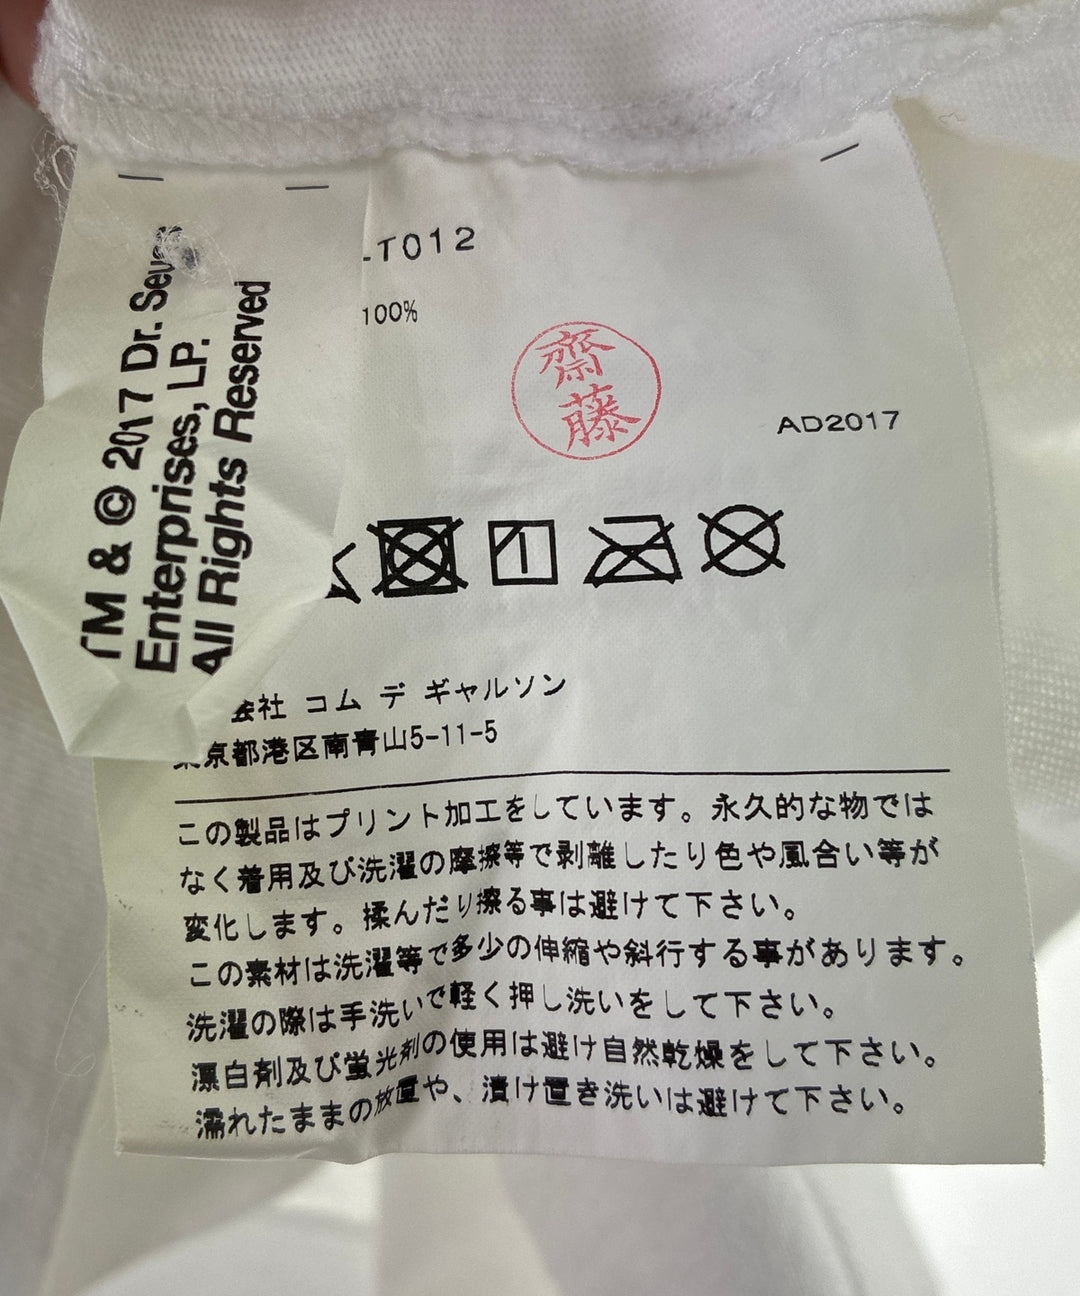 TM & © 2017 Dr. Seuss
Enterprises, LP.
All Rights Reserved
-T012
100%
齋藤
AD2017
会社 コム デ ギャルソン
東京都港区南青山5-11-5
この製品はプリント加工をしています。永久的な物では
なく着用及び洗濯の摩擦等で剥離したり色や風合い等が
変化します。揉んだり擦る事は避けて下さい。
この素材は洗濯等で多少の伸縮や斜行する事があります。
洗濯の際は手洗いで軽く押し洗いをして下さい。
漂白剤及び蛍光剤の使用は避け自然乾燥をして下さい。
濡れたままの放置や、漬け置き洗いは避けて下さい。